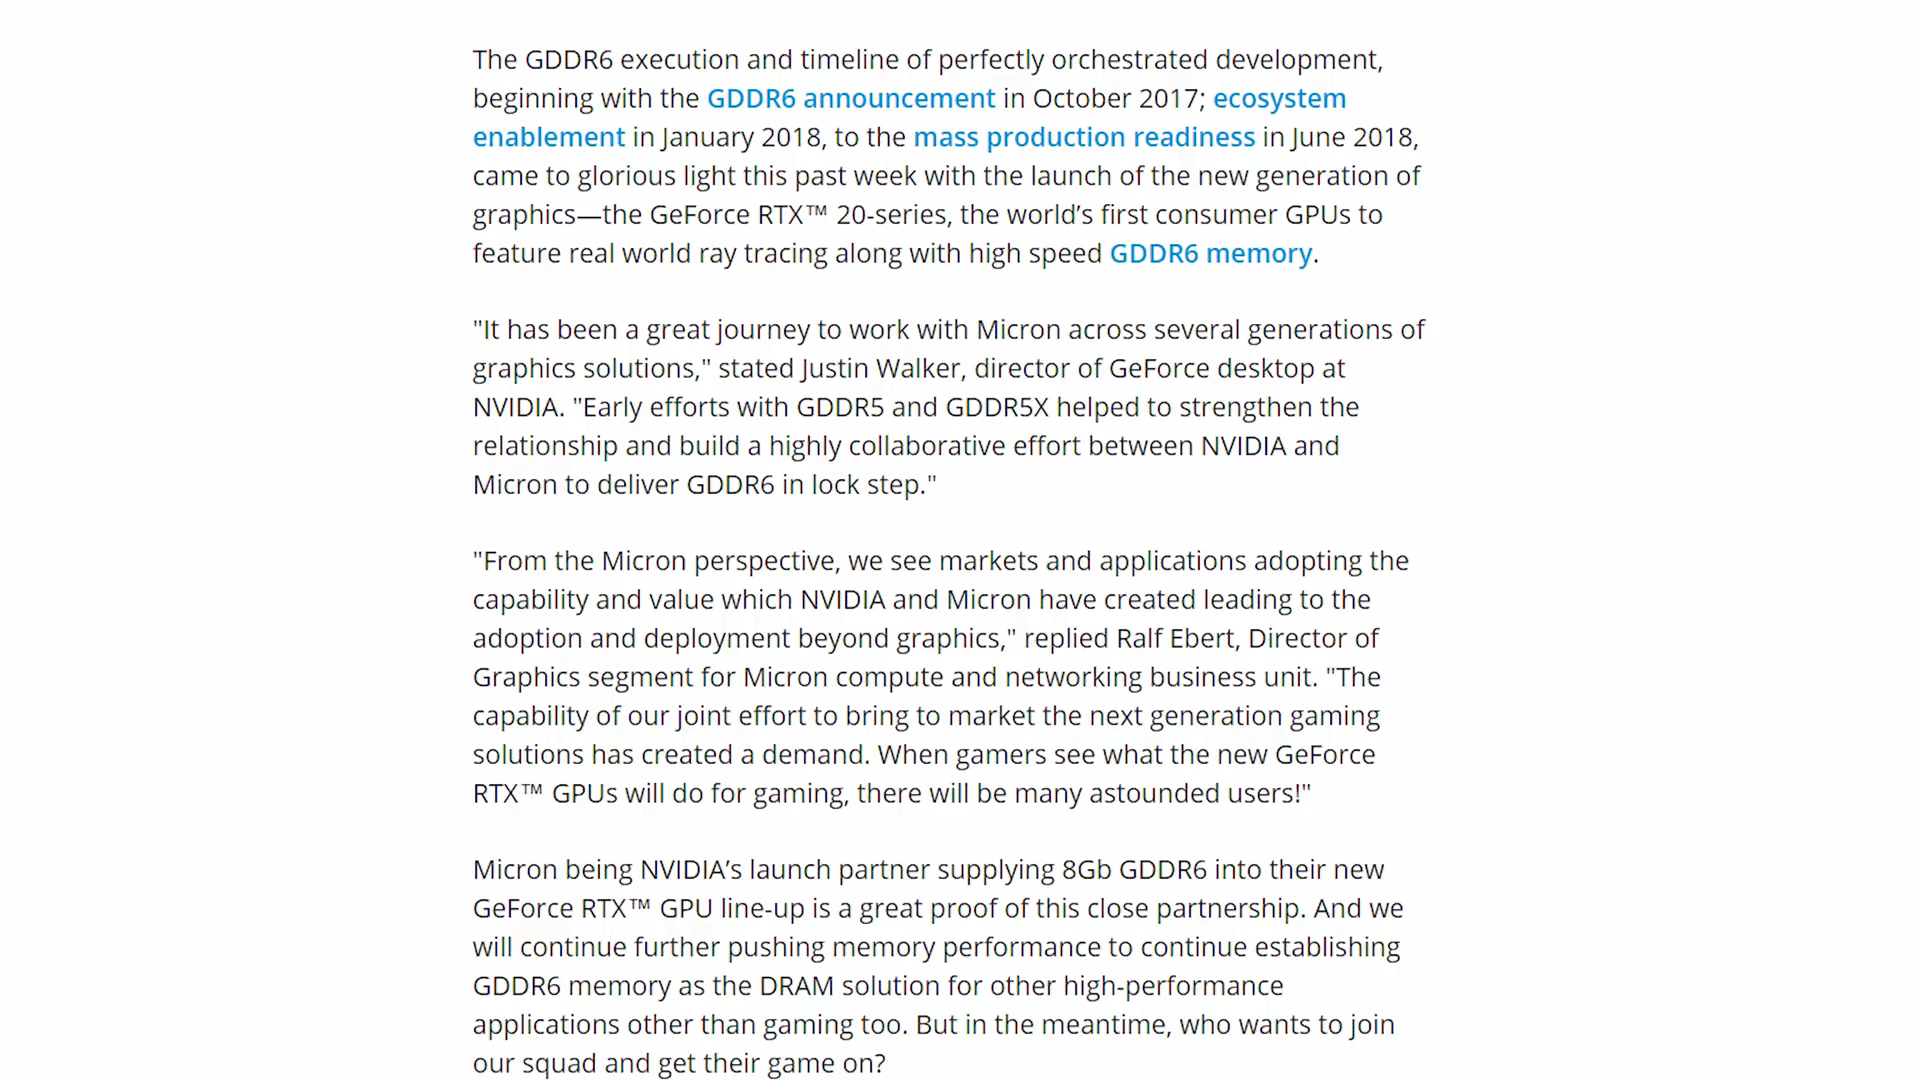 The GDDR6 execution and timeline of perfectly orchestrated development,
beginning with the GDDR6 announcement in October 2017; ecosystem
enablement in January 2018, to the mass production readiness in June 2018,
came to glorious light this past week with the launch of the new generation of
graphics—the GeForce RTX™ 20-series, the world’s first consumer GPUs to
feature real world ray tracing along with high speed GDDR6 memory.
"It has been a great journey to work with Micron across several generations of
graphics solutions," stated Justin Walker, director of GeForce desktop at
NVIDIA. "Early efforts with GDDR5 and GDDR5X helped to strengthen the
relationship and build a highly collaborative effort between NVIDIA and
Micron to deliver GDDR6 in lock step."
"From the Micron perspective, we see markets and applications adopting the
capability and value which NVIDIA and Micron have created leading to the
adoption and deployment beyond graphics," replied Ralf Ebert, Director of
Graphics segment for Micron compute and networking business unit. "The
capability of our joint effort to bring to market the next generation gaming
solutions has created a demand. When gamers see what the new GeForce
RTX™ GPUs will do for gaming, there will be many astounded users!"
Micron being NVIDIA’s launch partner supplying 8Gb GDDR6 into their new
GeForce RTX™ GPU line-up is a great proof of this close partnership. And we
will continue further pushing memory performance to continue establishing
GDDR6 memory as the DRAM solution for other high-performance
applications other than gaming too. But in the meantime, who wants to join
our squad and get their game on?